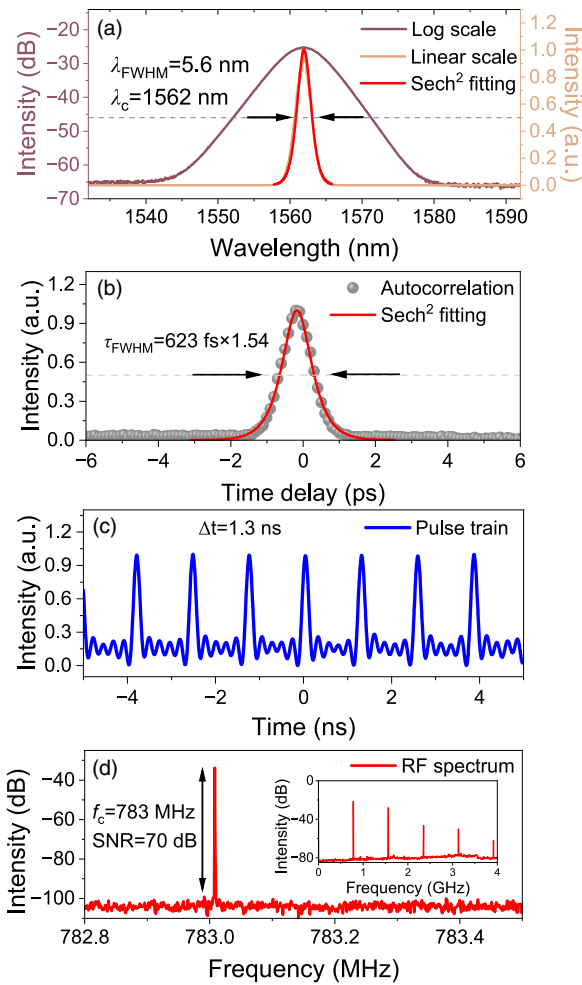 (a)
Log scale
Linear scale
Sech² fitting
λFWHM=5.6 nm
λc=1562 nm
Intensity (dB)
−20
−30
−40
−50
−60
−70
1.2
1.0
0.8
0.6
0.4
0.2
0.0
Intensity (a.u.)
1540 1550 1560 1570 1580 1590
Wavelength (nm)
(b)
Autocorrelation
Sech² fitting
τFWHM=623 fs×1.54
Intensity (a.u.)
1.2
0.9
0.6
0.3
0.0
−6 −4 −2 0 2 4 6
Time delay (ps)
(c)
Δt=1.3 ns
Pulse train
Intensity (a.u.)
1.2
0.9
0.6
0.3
0.0
−4 −2 0 2 4
Time (ns)
(d)
RF spectrum
fc=783 MHz
SNR=70 dB
Intensity (dB)
−40
−60
−80
−100
Intensity (dB)
0
−40
−80
0 1 2 3 4
Frequency (GHz)
782.8 783.0 783.2 783.4
Frequency (MHz)